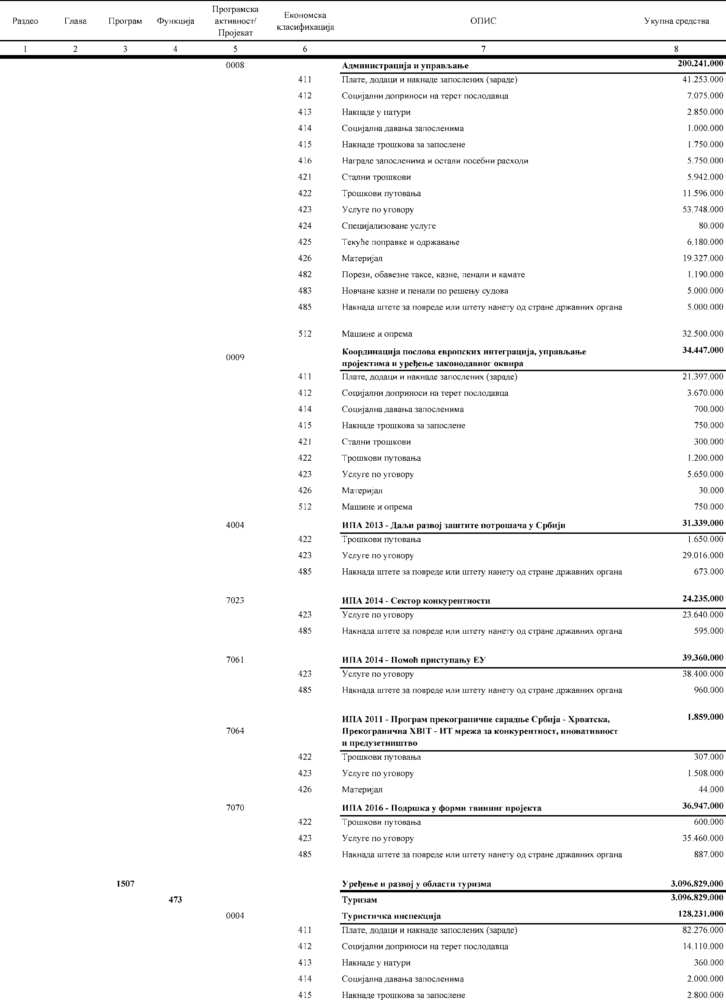 Раздео Глава Програм Функција Програмска активност/ Пројекат Економска класификација ОПИС Укупна средства
1 2 3 4 5 6 7 8
0008 Администрација и управљање 200.241.000
411 Плате, додаци и накнаде запослених (зараде) 41.253.000
412 Социјални доприноси на терет послодавца 7.075.000
413 Накнаде у натури 2.850.000
414 Социјална давања запосленима 1.000.000
415 Накнаде трошкова за запослене 1.750.000
416 Награде запосленима и остали посебни расходи 5.750.000
421 Стални трошкови 5.942.000
422 Трошкови путовања 11.596.000
423 Услуге по уговору 53.748.000
424 Специјализоване услуге 80.000
425 Текуће поправке и одржавање 6.180.000
426 Материјал 19.327.000
482 Порези, обавезне таксе, казне, пенали и камате 1.190.000
483 Новчане казне и пенали по решењу судова 5.000.000
485 Накнада штете за повреде или штету нанету од стране државних органа 5.000.000
512 Машине и опрема 32.500.000
0009 Координација послова европских интеграција, управљање 34.447.000
пројектима и уређење законодавног оквира
411 Плате, додаци и накнаде запослених (зараде) 21.397.000
412 Социјални доприноси на терет послодавца 3.670.000
414 Социјална давања запосленима 700.000
415 Накнаде трошкова за запослене 750.000
421 Стални трошкови 300.000
422 Трошкови путовања 1.200.000
423 Услуге по уговору 5.650.000
426 Материјал 30.000
512 Машине и опрема 750.000
4004 ИПА 2013 - Даљи развој заштите потрошача у Србији 31.339.000
422 Трошкови путовања 1.650.000
423 Услуге по уговору 29.016.000
485 Накнада штете за повреде или штету нанету од стране државних органа 673.000
7023 ИПА 2014 - Сектор конкурентности 24.235.000
423 Услуге по уговору 23.640.000
485 Накнада штете за повреде или штету нанету од стране државних органа 595.000
7061 ИПА 2014 - Помоћ приступању ЕУ 39.360.000
423 Услуге по уговору 38.400.000
485 Накнада штете за повреде или штету нанету од стране државних органа 960.000
ИПА 2011 - Програм прекограничне сарадње Србија - Хрватска, 1.859.000
7064 Прекогранична ХВІТ - ИТ мрежа за конкурентност, иновативност
и предузетништво
422 Трошкови путовања 307.000
423 Услуге по уговору 1.508.000
426 Материјал 44.000
7070 ИПА 2016 - Подршка у форми твининг пројекта 36.947.000
422 Трошкови путовања 600.000
423 Услуге по уговору 35.460.000
485 Накнада штете за повреде или штету нанету од стране државних органа 887.000
1507 Уређење и развој у области туризма 3.096.829.000
473 Туризам 3.096.829.000
0004 Туристичка инспекција 128.231.000
411 Плате, додаци и накнаде запослених (зараде) 82.276.000
412 Социјални доприноси на терет послодавца 14.110.000
413 Накнаде у натури 360.000
414 Социјална давања запосленима 2.000.000
415 Накнаде трошкова за запослене 2.800.000